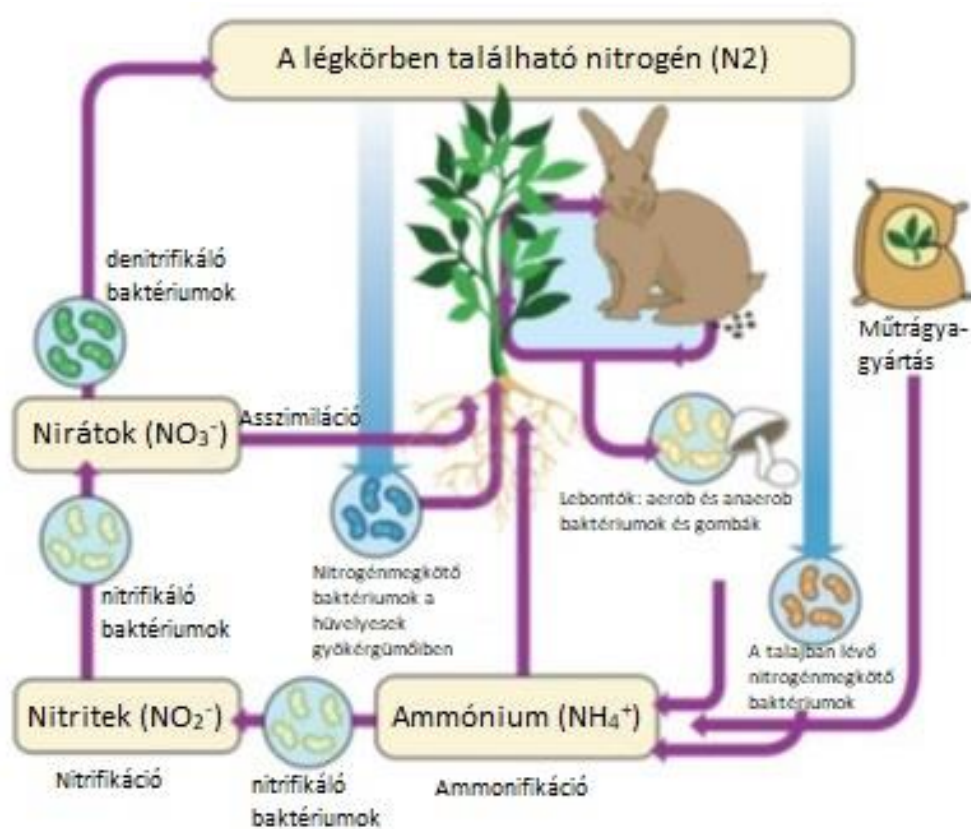 A légkörben található nitrogén (N2)
denitrifikáló
baktériumok
Műtrágya-
gyártás
Nirátok (NO₃⁻)
Asszimiláció
Lebontók: aerob és anaerob
baktériumok és gombák
nitrifikáló
baktériumok
Nitrogénmegkötő
baktériumok a
hüvelyesek
gyökérgümőiben
A talajban lévő
nitrogénmegkötő
baktériumok
Nitritek (NO₂⁻)
Ammónium (NH₄⁺)
Nitrifikáció
nitrifikáló
baktériumok
Ammonifikáció